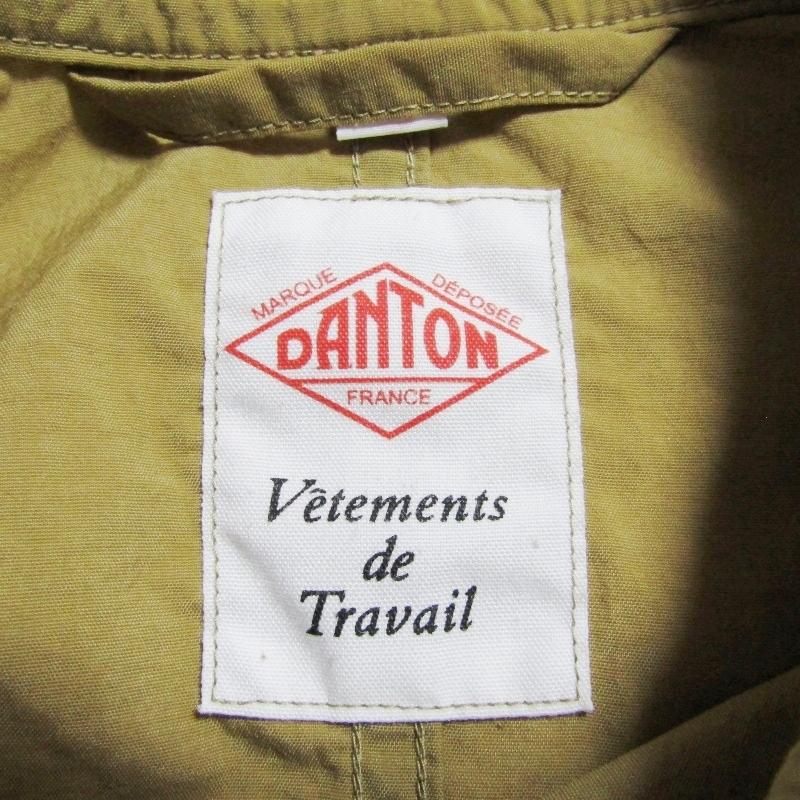 MARQUE DÉPOSÉE
DANTON
FRANCE
Vêtements
de
Travail